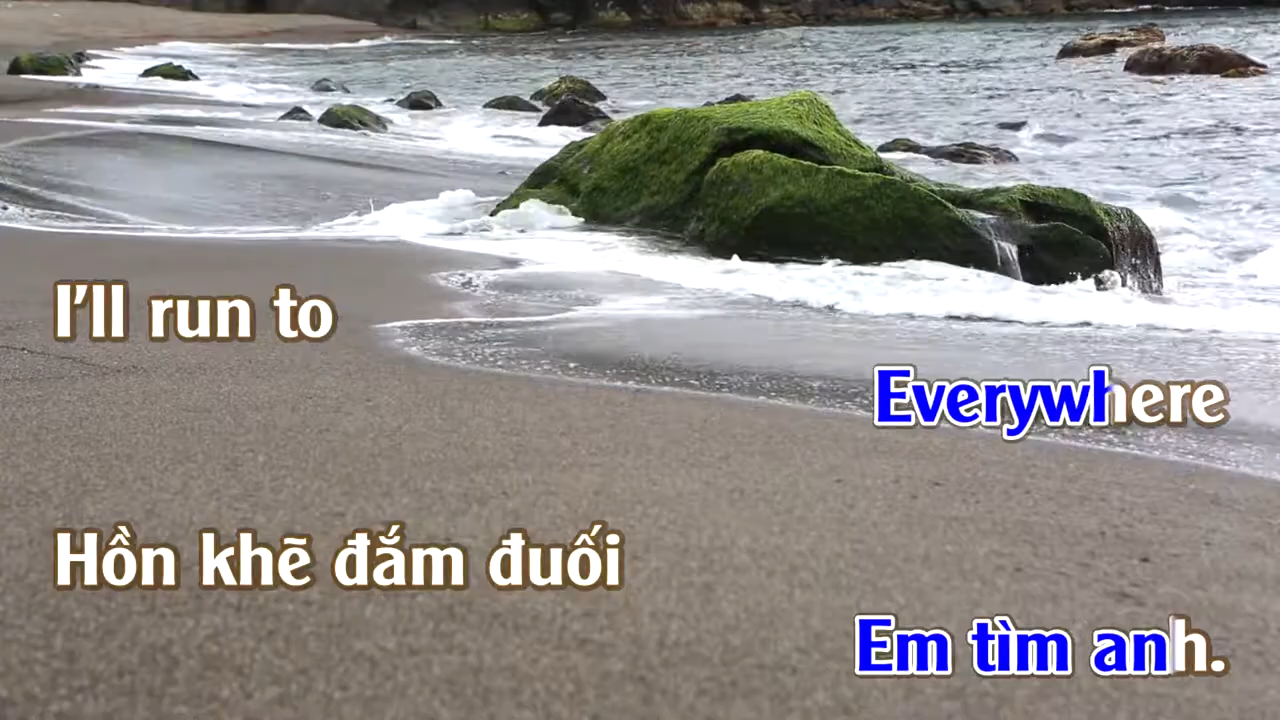 I'll run to
Everywhere
Hồn khẽ đắm đuối
Em tìm anh.